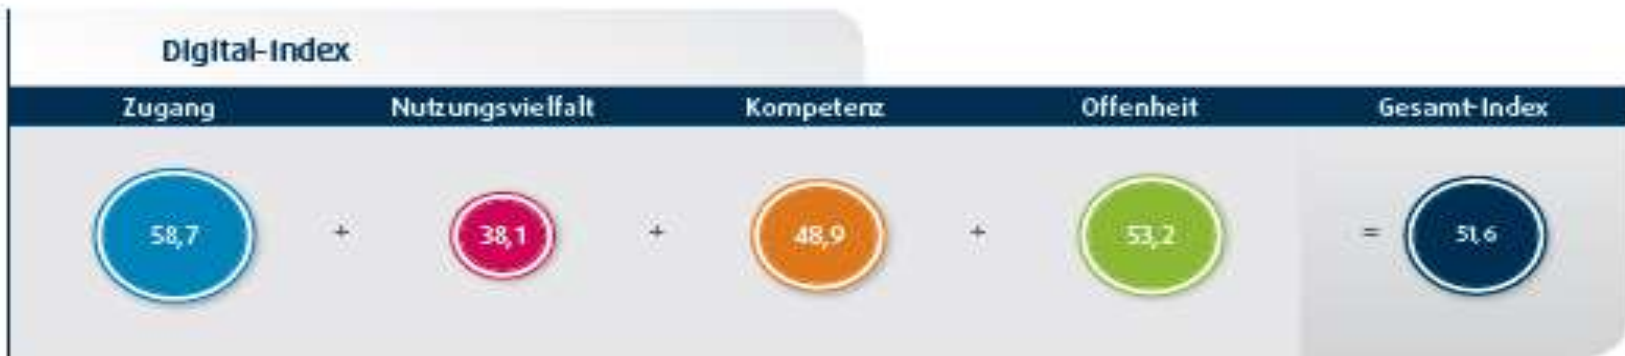 Digital-Index
Zugang Nutzungsvielfalt Kompetenz Offenheit Gesamt-Index
58,7 + 38,1 + 48,9 + 53,2 = 51,6